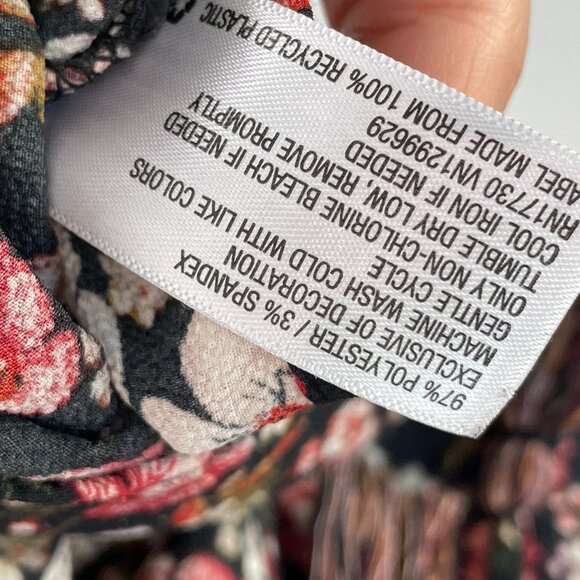 97% POLYESTER / 3% SPANDEX
EXCLUSIVE OF DECORATION
MACHINE WASH COLD WITH LIKE COLORS
GENTLE CYCLE
ONLY NON-CHLORINE BLEACH IF NEEDED
TUMBLE DRY LOW, REMOVE PROMPTLY
COOL IRON IF NEEDED
RN17730 VN1299629
ABEL MADE FROM 100% RECYCLED PLASTIC